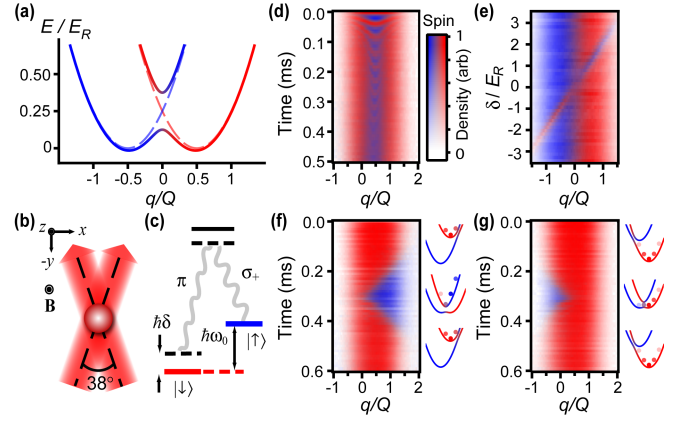 (a)
E / E_R
0.50
0.25
0
-1
-0.5
0
0.5
1
q/Q
(b)
z
x
-y
B
38°
(c)
π
σ₊
ħδ
ħω₀
|↑⟩
|↓⟩
(d)
Time (ms)
0.0
0.1
0.2
0.3
0.4
0.5
-1
0
1
2
q/Q
Spin
1
0
Density (arb)
(e)
δ / E_R
3
2
1
0
-1
-2
-3
-1
0
1
q/Q
(f)
Time (ms)
0.0
0.2
0.4
0.6
-1
0
1
2
q/Q
(g)
Time (ms)
0.0
0.2
0.4
0.6
-1
0
1
2
q/Q